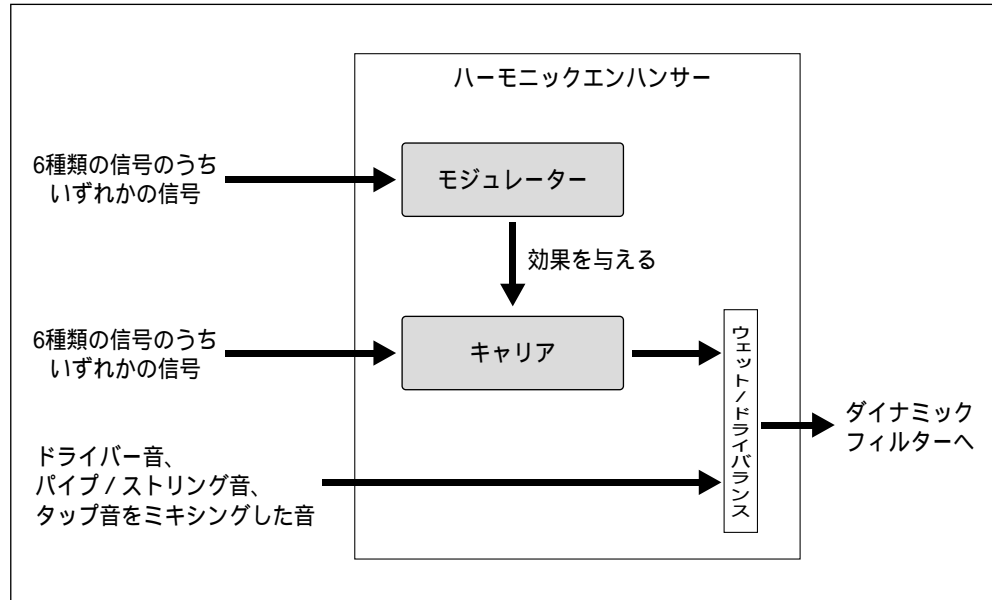 ハーモニックエンハンサー
6種類の信号のうち
いずれかの信号
モジュレーター
効果を与える
6種類の信号のうち
いずれかの信号
キャリア
ウェット/ドライバランス
ダイナミック
フィルターへ
ドライバー音、
パイプ / ストリング音、
タップ音をミキシングした音